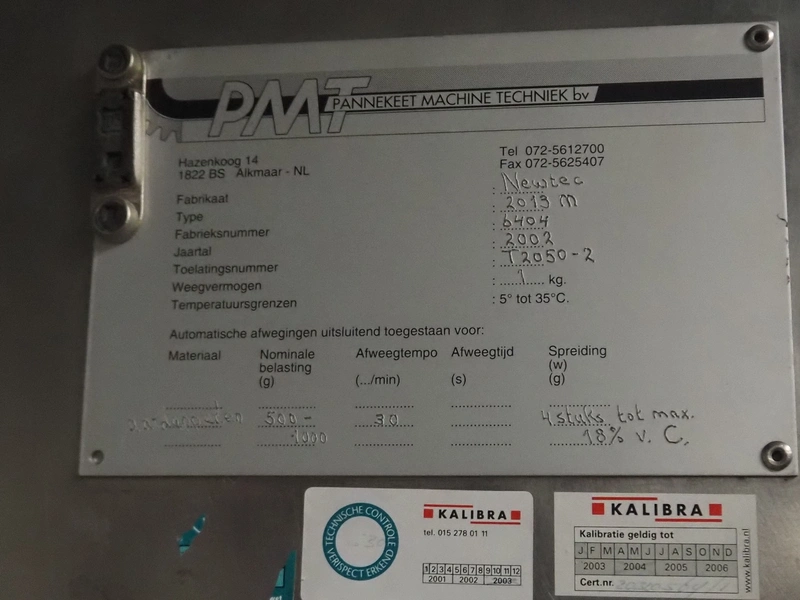 PMT PANNEKEET MACHINE TECHNIEK bv
Hazenkoog 14
1822 BS Alkmaar - NL
Tel 072-5612700
Fax 072-5625407
Fabrikaat : Newtec
Type : 2013 M
Fabrieksnummer : 6404
Jaartal : 2002
Toelatingsnummer : T2050-2
Weegvermogen : 1 kg.
Temperatuursgrenzen : 5° tot 35°C.
Automatische afwegingen uitsluitend toegestaan voor:
Materiaal Nominale Afweegtempo Afweegtijd Spreiding
belasting (w)
(g) (.../min) (s) (g)
500 - 30 4 stuks tot max.
1000 18% v. C.
TECHNISCHE CONTROLE
VERISPECT ERKEND
KALIBRA
tel. 015 278 01 11
1 2 3 4 5 6 7 8 9 10 11 12
2001 2002 2003
KALIBRA
Kalibratie geldig tot
J F M A M J J A S O N D
2003 2004 2005 2006
Cert.nr.
www.kalibra.nl